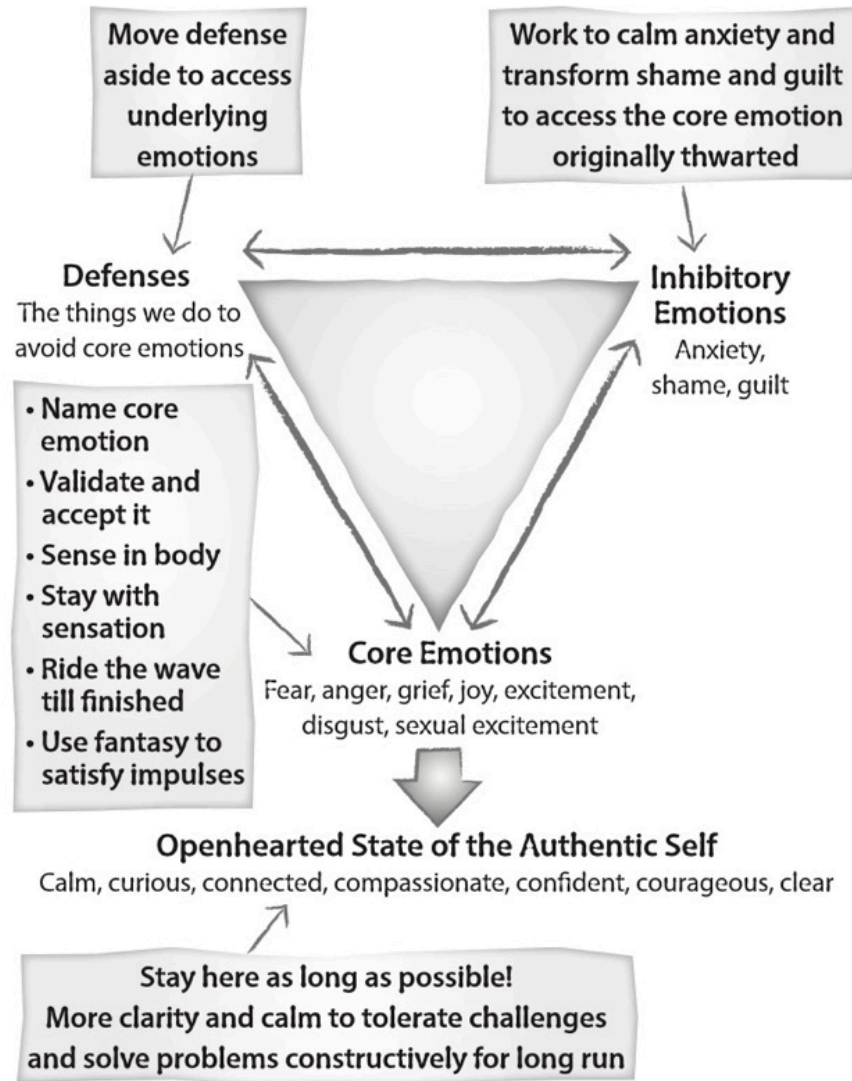 Move defense
aside to access
underlying
emotions
Work to calm anxiety and
transform shame and guilt
to access the core emotion
originally thwarted
Defenses
The things we do to
avoid core emotions
Inhibitory
Emotions
Anxiety,
shame, guilt
• Name core
emotion
• Validate and
accept it
• Sense in body
• Stay with
sensation
• Ride the wave
till finished
• Use fantasy to
satisfy impulses
Core Emotions
Fear, anger, grief, joy, excitement,
disgust, sexual excitement
Openhearted State of the Authentic Self
Calm, curious, connected, compassionate, confident, courageous, clear
Stay here as long as possible!
More clarity and calm to tolerate challenges
and solve problems constructively for long run